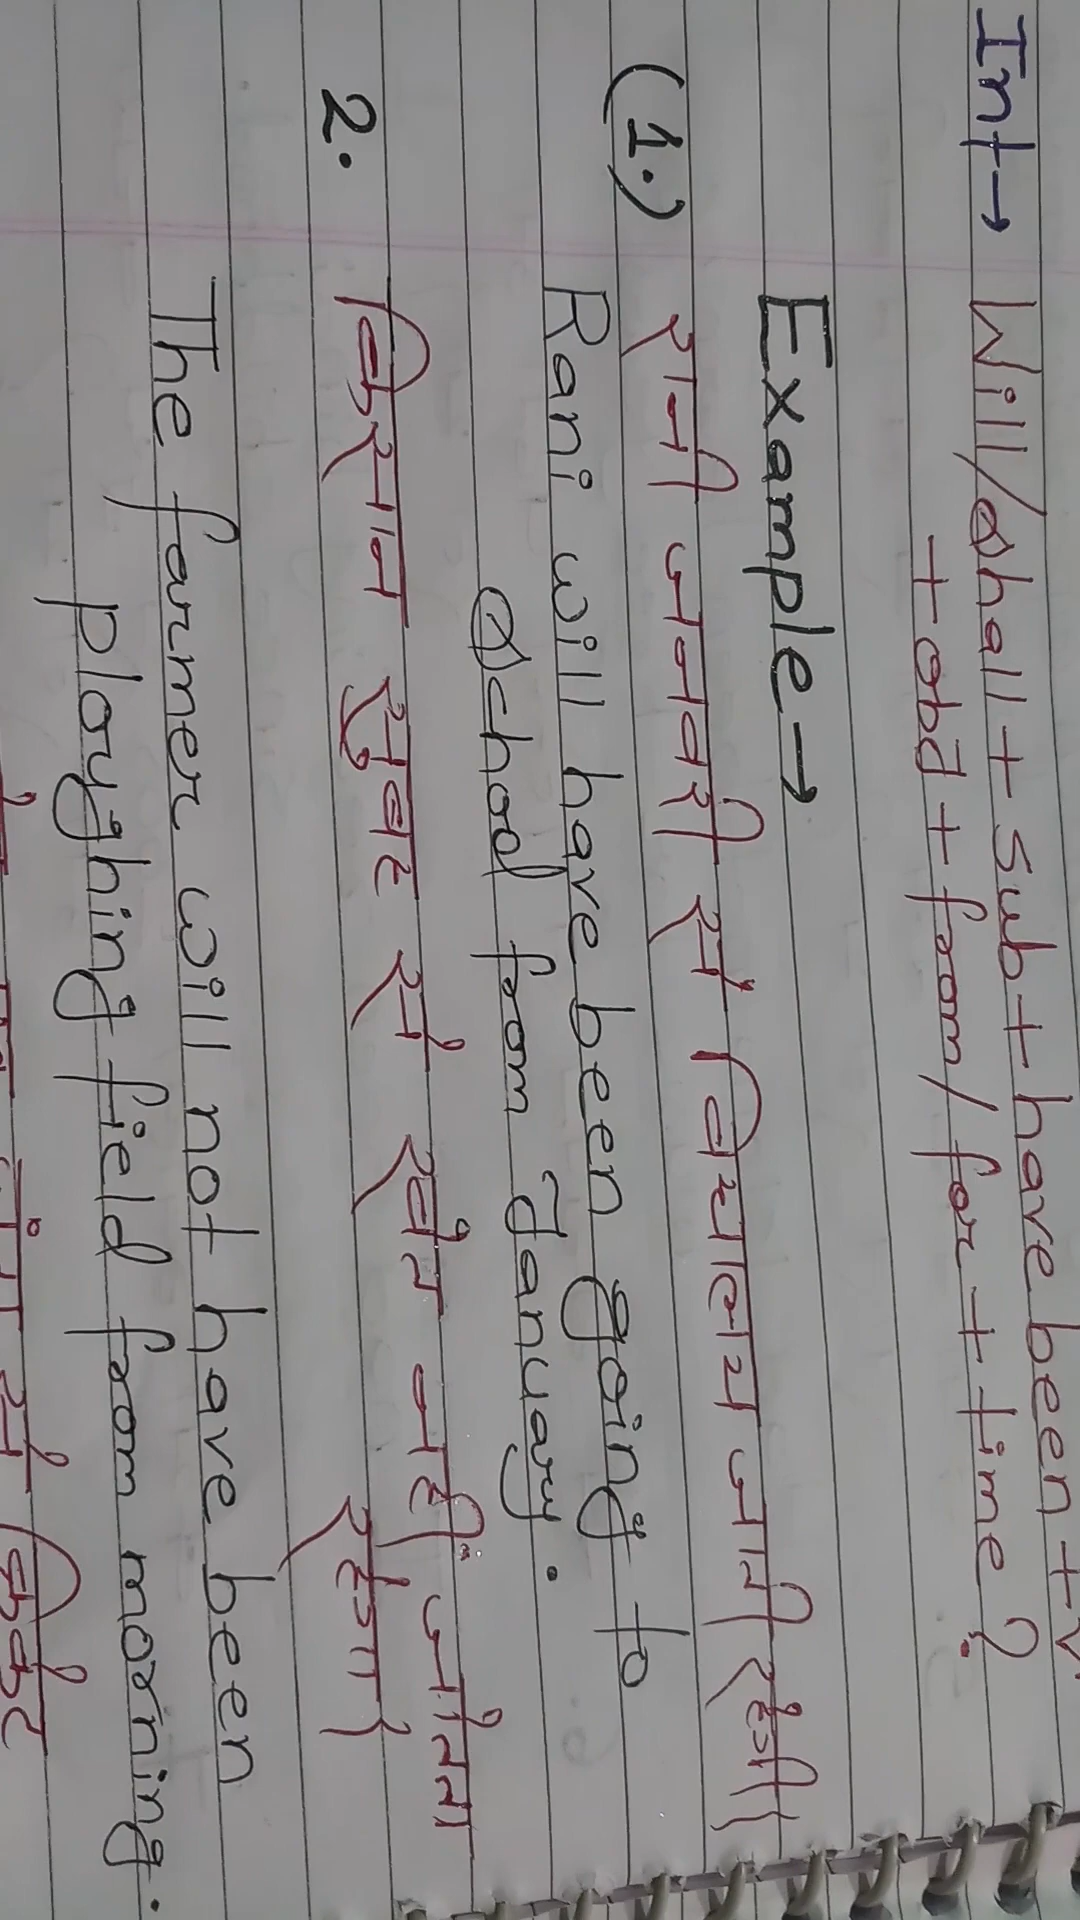 Int→ Will/Shall + Sub + have been + V
+ obj + from / for + time ?
Example →
(1.) रानी जनवरी से विद्यालय जाती रहेगी।
Rani will have been going to
School from January.
2. किसान सुबह से खेत नहीं जोतता
रहेगा।
The farmer will not have been
ploughing field from morning.